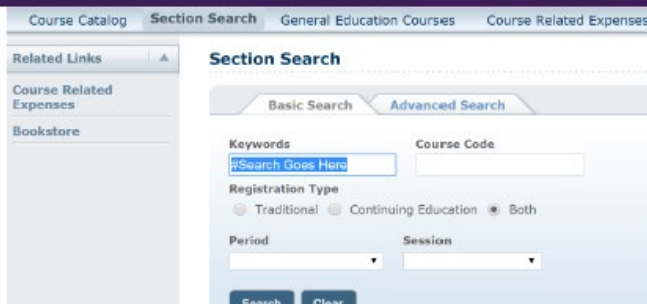 Course Catalog Section Search General Education Courses Course Related Expenses
Related Links
Section Search
Course Related
Expenses
Bookstore
Basic Search Advanced Search
Keywords Course Code
#Search Goes Here
Registration Type
Traditional Continuing Education Both
Period Session
Search Clear